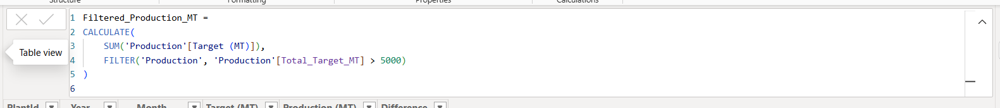 Structure Formatting Properties Calculations
1 Filtered_Production_MT =
2 CALCULATE(
3 SUM('Production'[Target (MT)]),
4 FILTER('Production', 'Production'[Total_Target_MT] > 5000)
5 )
6
Table view
PlantId Year Month Target (MT) Production (MT) Difference